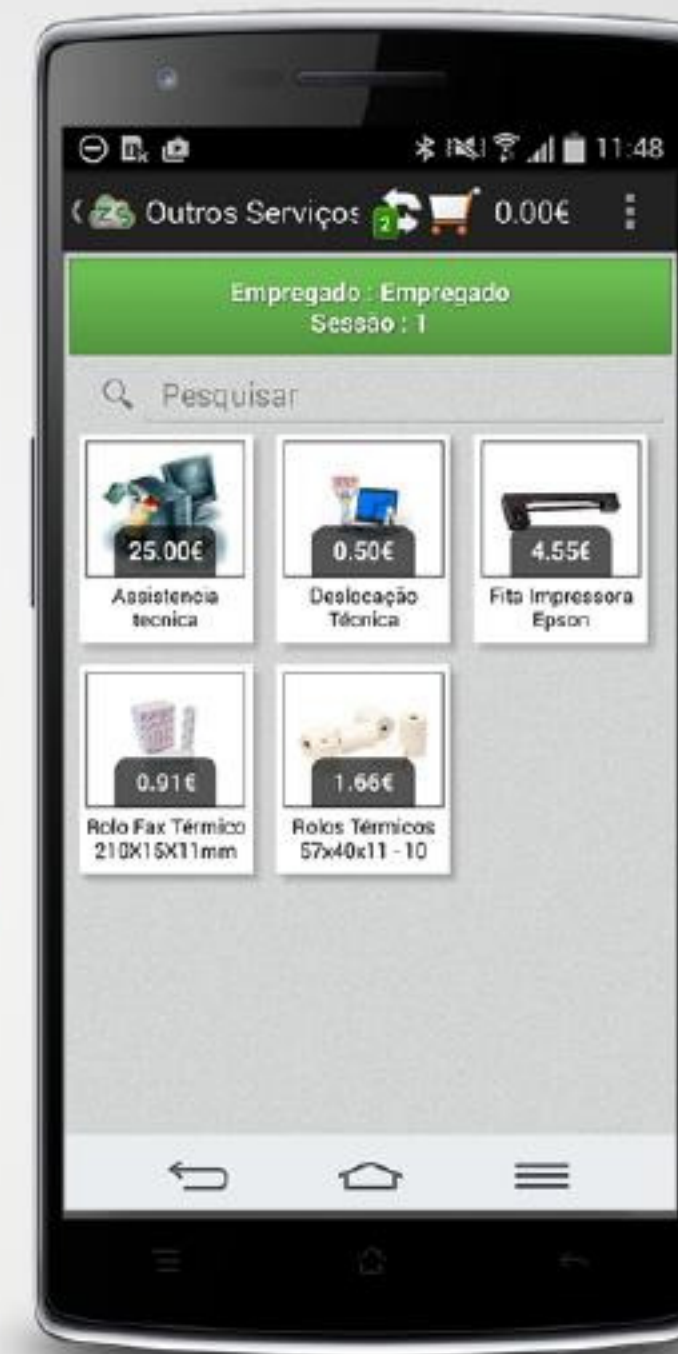 11:48
ZS Outros Serviços 2 0.00€
Empregado : Empregado
Sessão : 1
Pesquisar
25.00€ 0.50€ 4.55€
Assistencia
tecnica
Deslocação
Técnica
Fita Impressora
Epson
0.91€ 1.66€
Rolo Fax Térmico
210X15X11mm
Rolos Térmicos
57x40x11 - 10